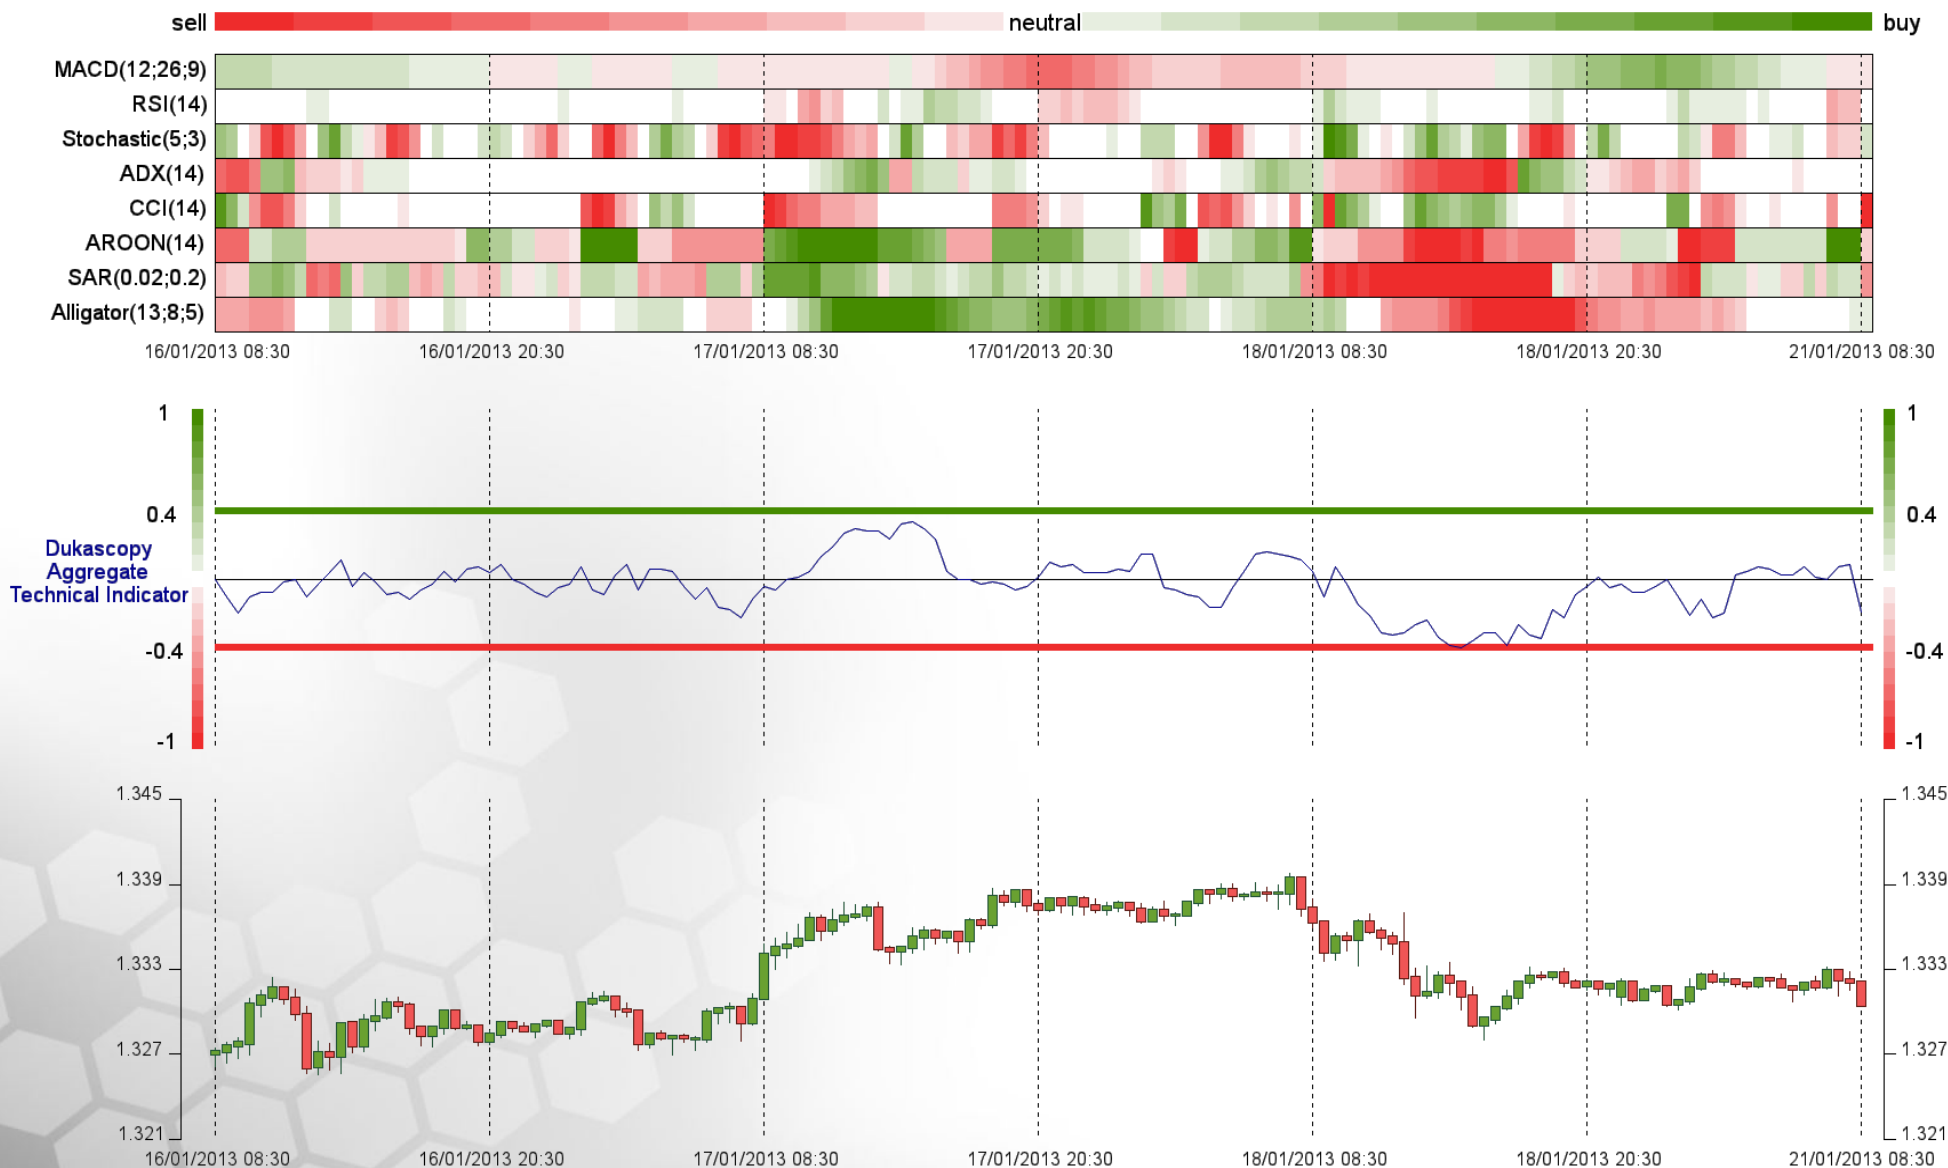 sell neutral buy
MACD(12;26;9)
RSI(14)
Stochastic(5;3)
ADX(14)
CCI(14)
AROON(14)
SAR(0.02;0.2)
Alligator(13;8;5)
16/01/2013 08:30 16/01/2013 20:30 17/01/2013 08:30 17/01/2013 20:30 18/01/2013 08:30 18/01/2013 20:30 21/01/2013 08:30
1 1
0.4 0.4
Dukascopy
Aggregate
Technical Indicator
-0.4 -0.4
-1 -1
1.345 1.345
1.339 1.339
1.333 1.333
1.327 1.327
1.321 1.321
16/01/2013 08:30 16/01/2013 20:30 17/01/2013 08:30 17/01/2013 20:30 18/01/2013 08:30 18/01/2013 20:30 21/01/2013 08:30